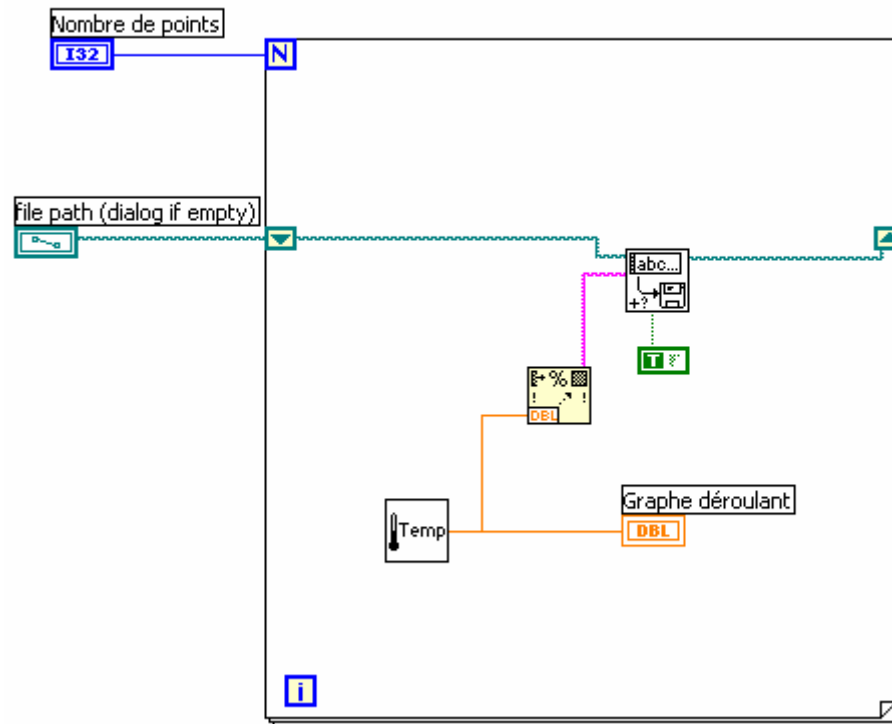 Nombre de points
I32
N
file path (dialog if empty)
abc...
+?
T
%
! !
DBL
Temp
Graphe déroulant
DBL
i